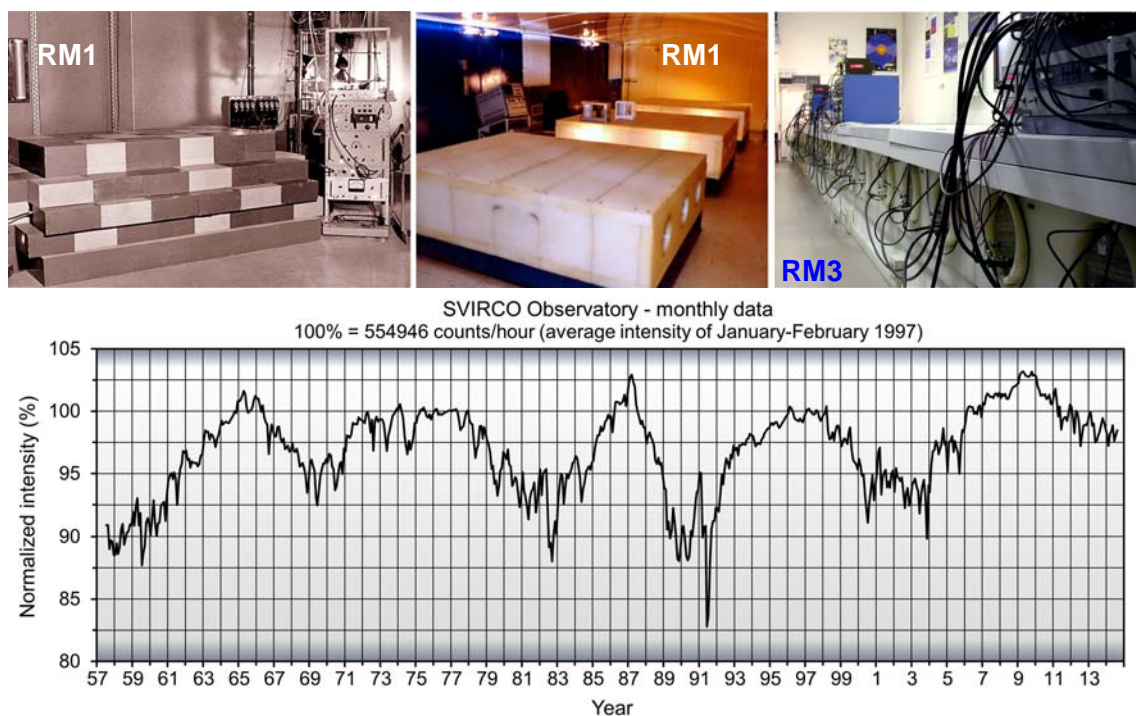 RM1
RM1
RM3
SVIRCO Observatory - monthly data
100% = 554946 counts/hour (average intensity of January-February 1997)
Normalized intensity (%)
105
100
95
90
85
80
57 59 61 63 65 67 69 71 73 75 77 79 81 83 85 87 89 91 93 95 97 99 1 3 5 7 9 11 13
Year